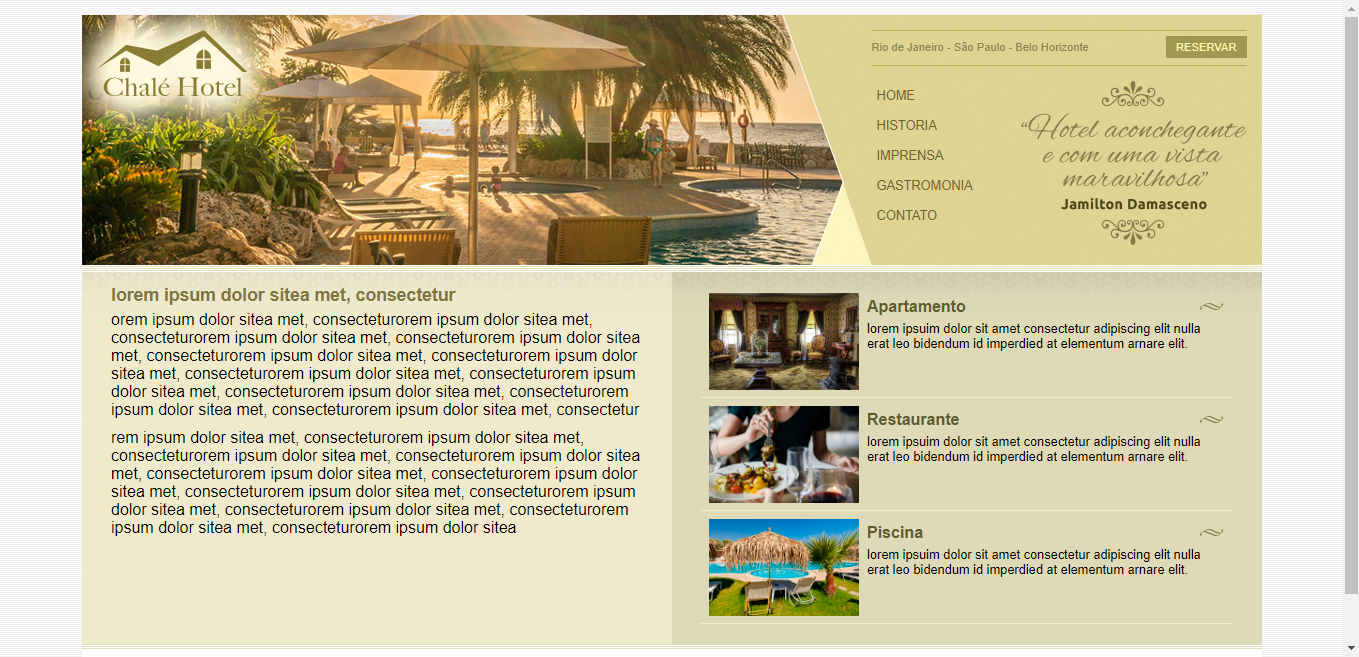 Chalé Hotel
Rio de Janeiro - São Paulo - Belo Horizonte
RESERVAR
HOME
HISTORIA
IMPRENSA
GASTROMONIA
CONTATO
“Hotel aconchegante
e com uma vista
maravilhosa”
Jamilton Damasceno
lorem ipsum dolor sitea met, consectetur
orem ipsum dolor sitea met, consecteturorem ipsum dolor sitea met,
consecteturorem ipsum dolor sitea met, consecteturorem ipsum dolor sitea
met, consecteturorem ipsum dolor sitea met, consecteturorem ipsum dolor
sitea met, consecteturorem ipsum dolor sitea met, consecteturorem ipsum
dolor sitea met, consecteturorem ipsum dolor sitea met, consecteturorem
ipsum dolor sitea met, consecteturorem ipsum dolor sitea met, consectetur
rem ipsum dolor sitea met, consecteturorem ipsum dolor sitea met,
consecteturorem ipsum dolor sitea met, consecteturorem ipsum dolor sitea
met, consecteturorem ipsum dolor sitea met, consecteturorem ipsum dolor
sitea met, consecteturorem ipsum dolor sitea met, consecteturorem ipsum
dolor sitea met, consecteturorem ipsum dolor sitea met, consecteturorem
ipsum dolor sitea met, consecteturorem ipsum dolor sitea
Apartamento
lorem ipsuim dolor sit amet consectetur adipiscing elit nulla
erat leo bidendum id imperdied at elementum arnare elit.
Restaurante
lorem ipsuim dolor sit amet consectetur adipiscing elit nulla
erat leo bidendum id imperdied at elementum arnare elit.
Piscina
lorem ipsuim dolor sit amet consectetur adipiscing elit nulla
erat leo bidendum id imperdied at elementum arnare elit.